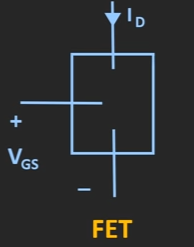 I_D
+
V_GS
–
FET